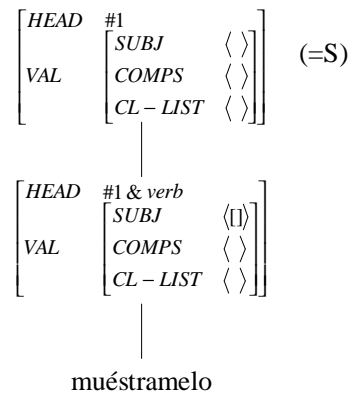 HEAD #1
SUBJ ⟨ ⟩
VAL COMPS ⟨ ⟩ (=S)
CL – LIST ⟨ ⟩
HEAD #1 & verb
SUBJ ⟨[]⟩
VAL COMPS ⟨ ⟩
CL – LIST ⟨ ⟩
muéstramelo